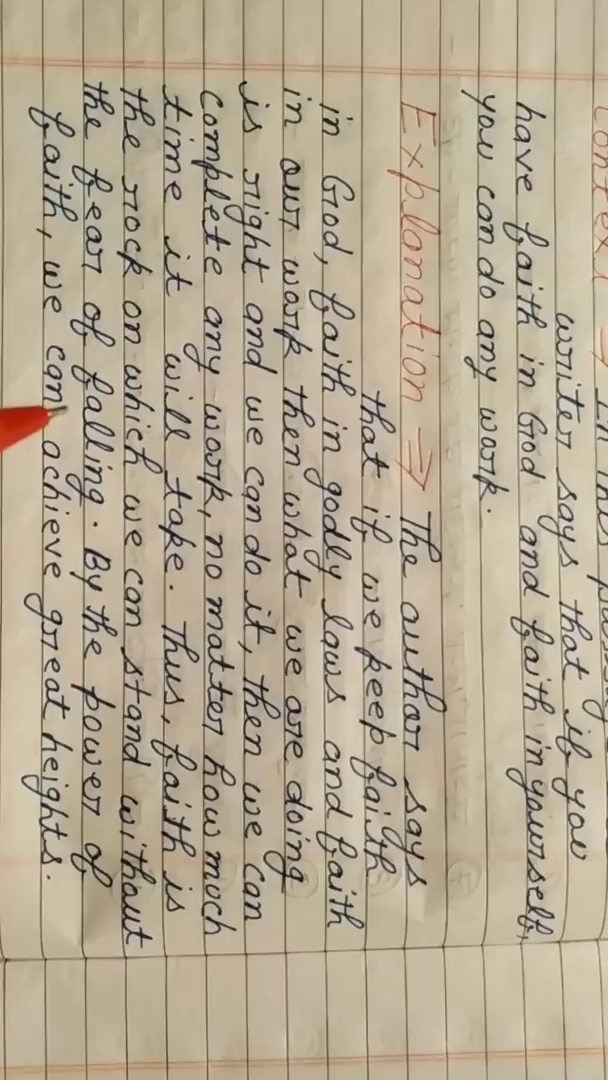 Context → In this passage
writer says that if you
have faith in God and faith in yourself,
you can do any work.
Explanation ⇒ The author says
that if we keep faith
in God, faith in godly laws and faith
in our work then what we are doing
is right and we can do it, then we can
complete any work, no matter how much
time it will take. Thus, faith is
the rock on which we can stand without
the fear of falling. By the power of
faith, we can achieve great heights.